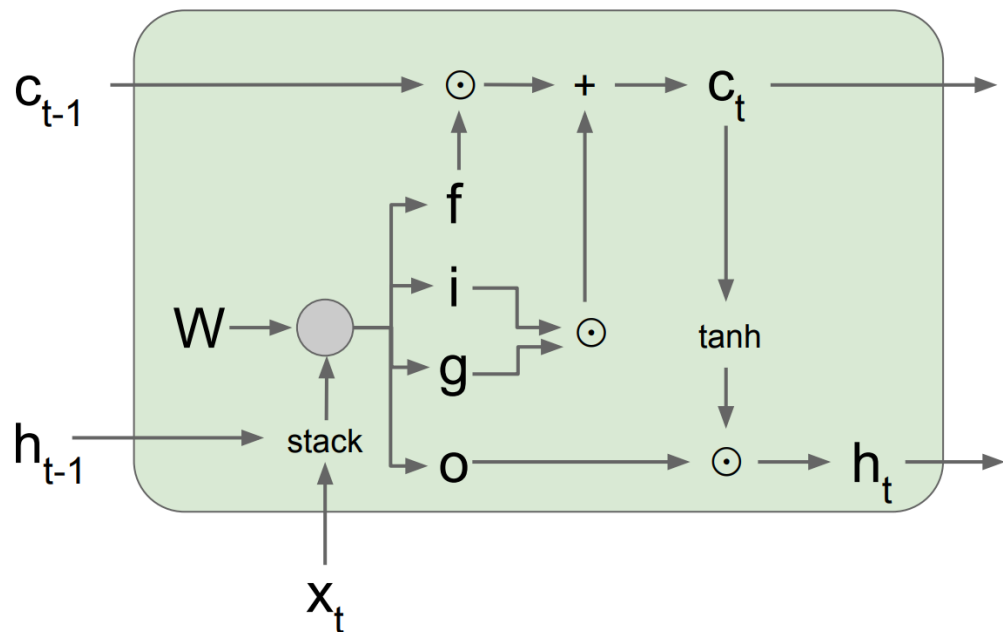 c_{t-1} ⊙ + c_t
f
i
W ⊙ tanh
g
h_{t-1} stack o ⊙ h_t
x_t